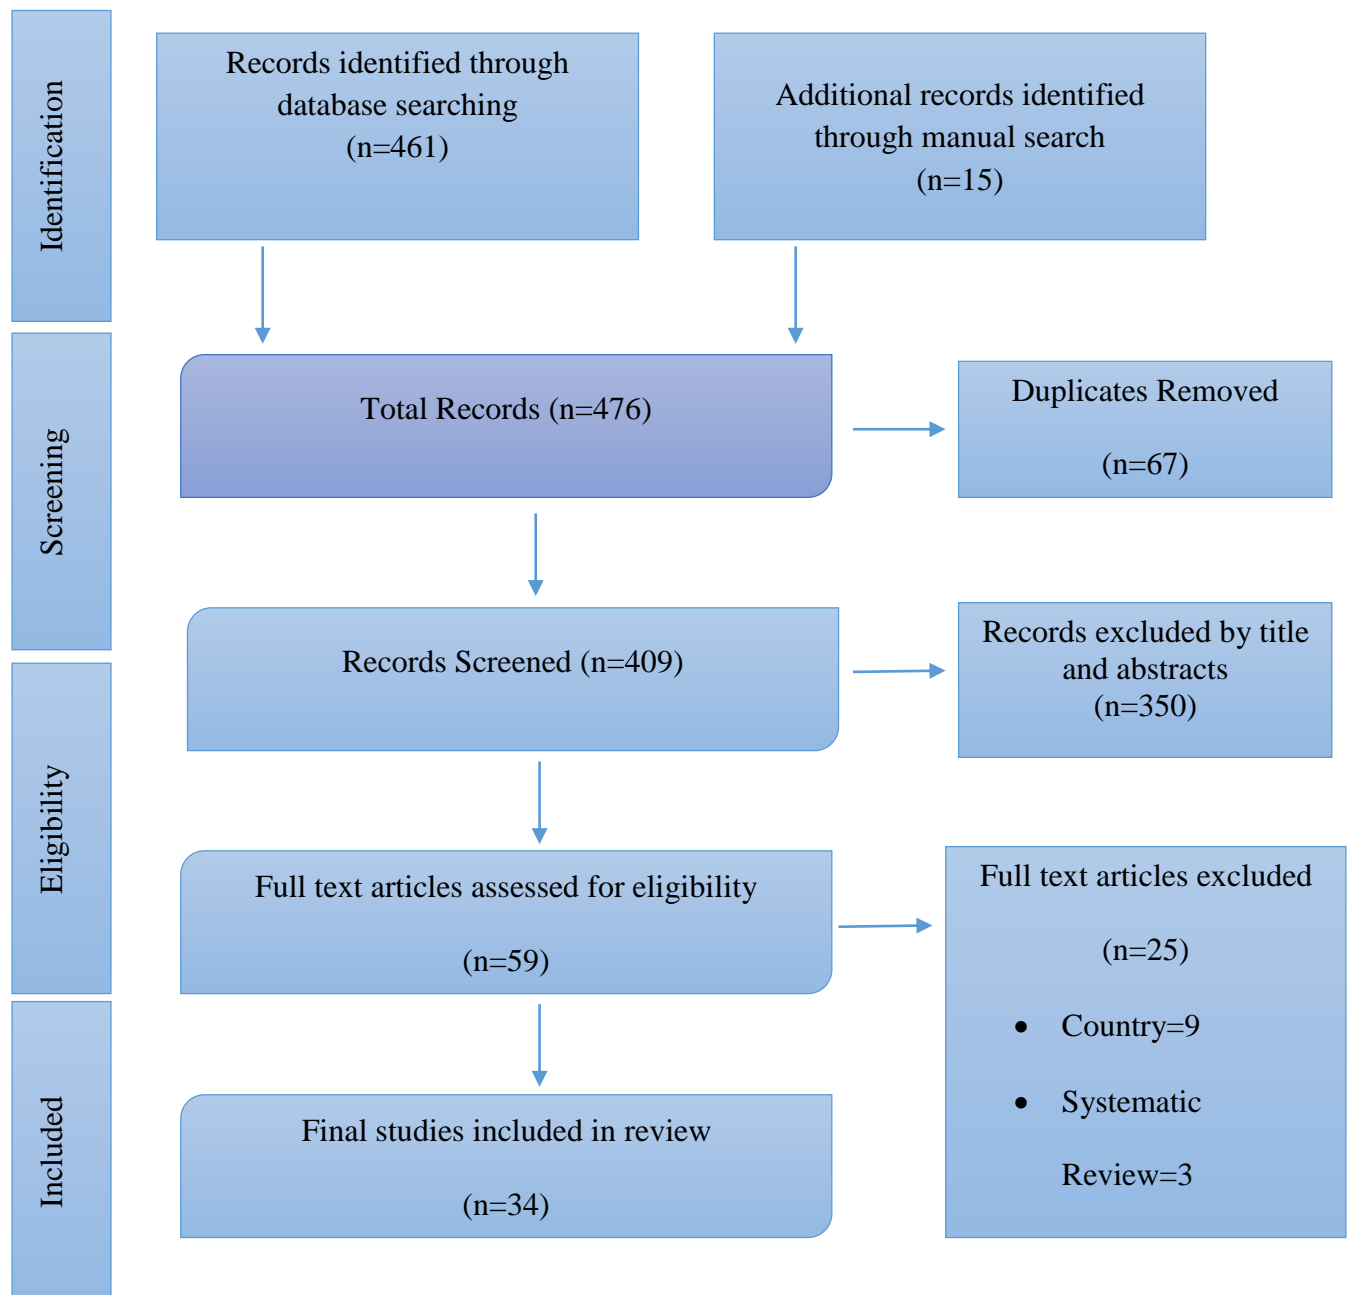 Identification
Records identified through
database searching
(n=461)
Additional records identified
through manual search
(n=15)
Screening
Total Records (n=476)
Duplicates Removed
(n=67)
Records Screened (n=409)
Records excluded by title
and abstracts
(n=350)
Eligibility
Full text articles assessed for eligibility
(n=59)
Full text articles excluded
(n=25)
• Country=9
• Systematic
Review=3
Included
Final studies included in review
(n=34)